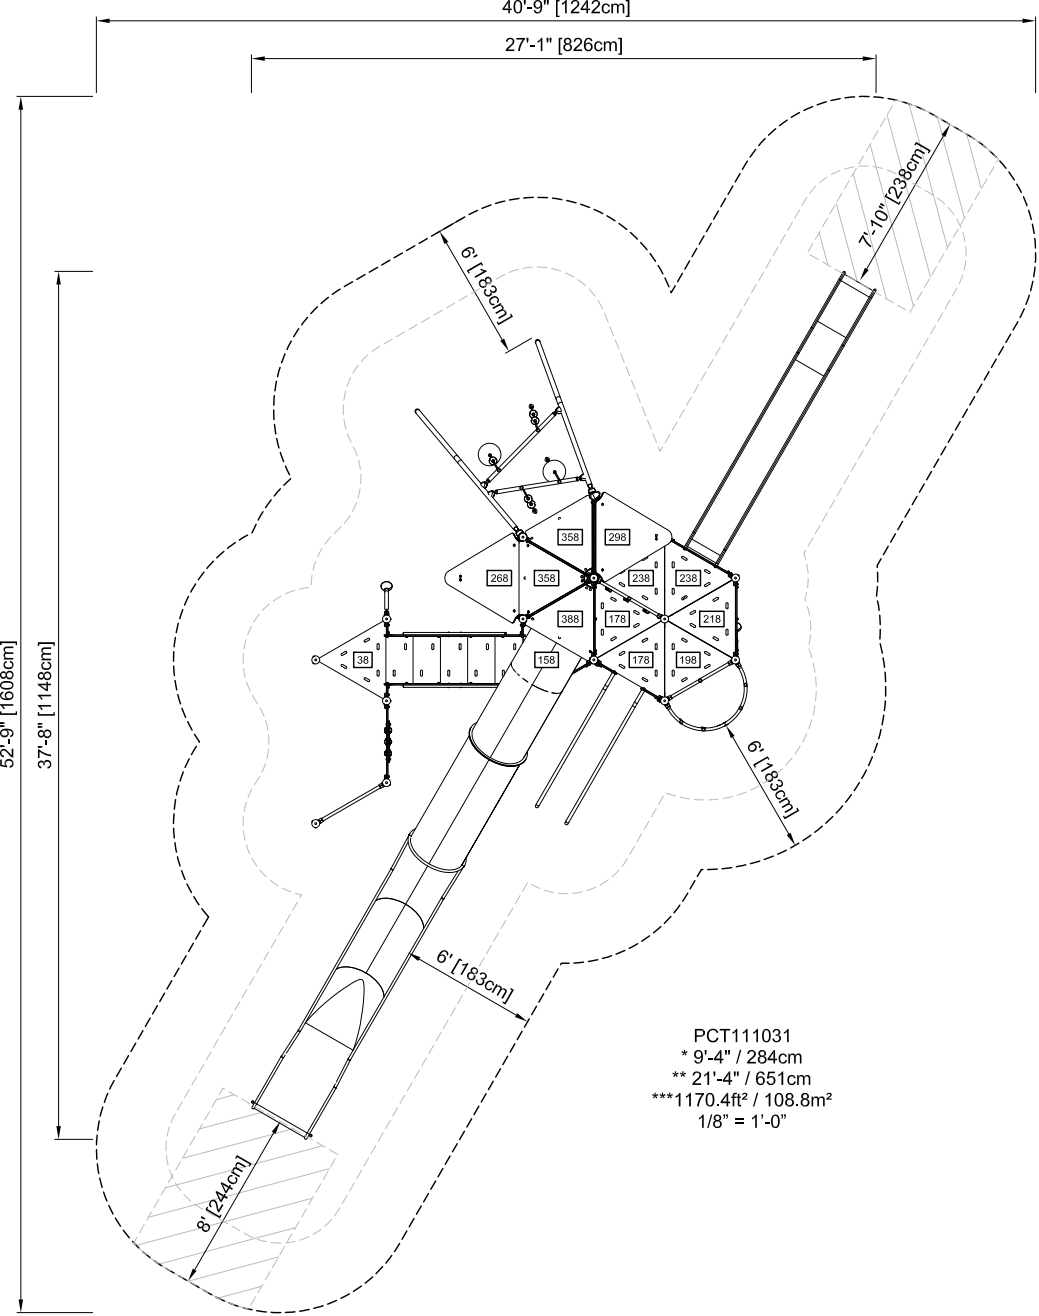 40'-9" [1242cm]
27'-1" [826cm]
7'-10" [238cm]
6' [183cm]
358
298
268
358
238
238
388
178
218
38
158
178
198
52'-9" [1608cm]
37'-8" [1148cm]
6' [183cm]
6' [183cm]
PCT111031
* 9'-4" / 284cm
** 21'-4" / 651cm
***1170.4ft² / 108.8m²
1/8” = 1’-0”
8' [244cm]